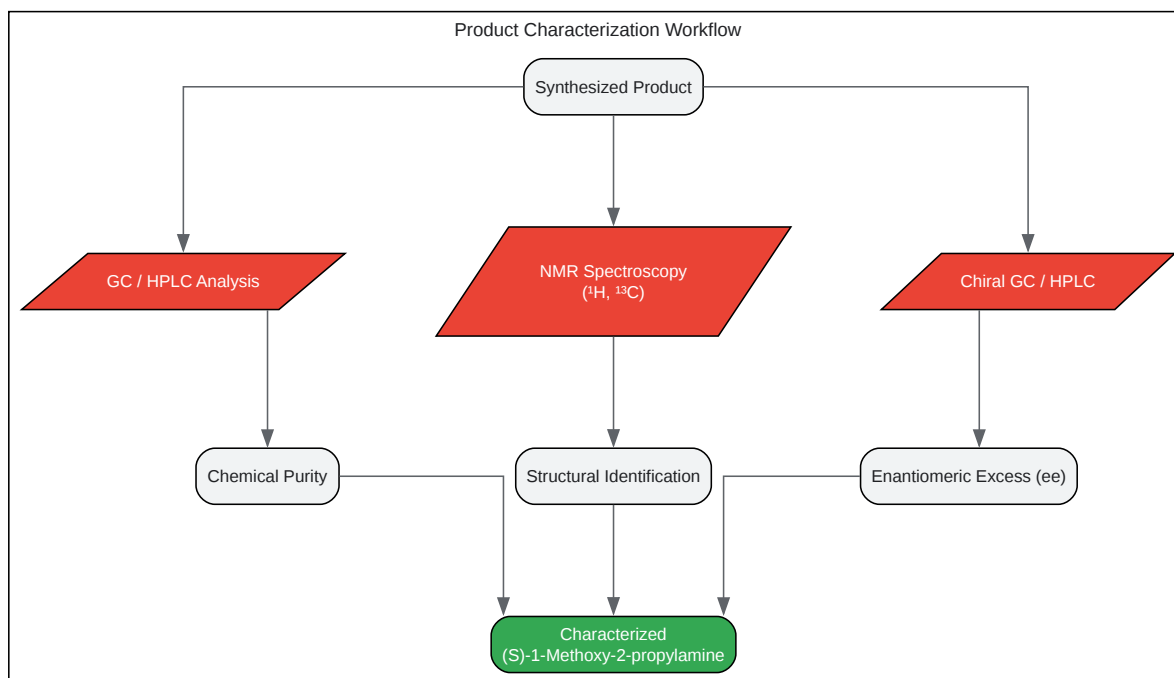 Product Characterization Workflow
Synthesized Product
GC / HPLC Analysis
NMR Spectroscopy
(¹H, ¹³C)
Chiral GC / HPLC
Chemical Purity
Structural Identification
Enantiomeric Excess (ee)
Characterized
(S)-1-Methoxy-2-propylamine